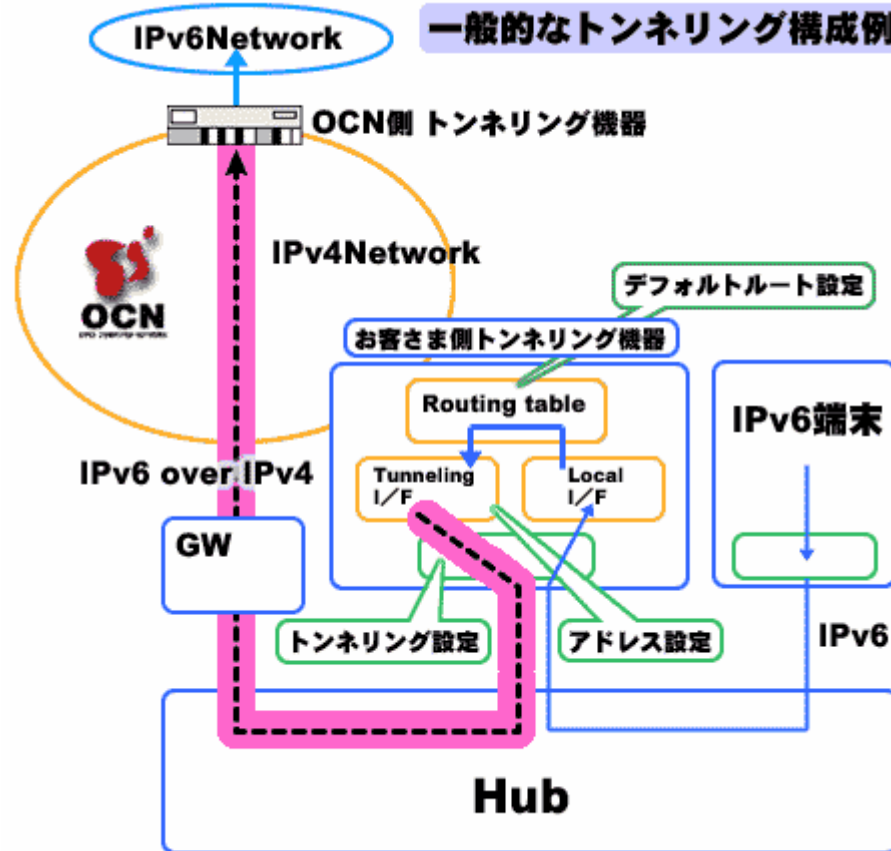 IPv6Network
一般的なトンネリング構成例
OCN側 トンネリング機器
IPv4Network
OCN
デフォルトルート設定
お客さま側トンネリング機器
Routing table
IPv6端末
IPv6 over IPv4
Tunneling
I/F
Local
I/F
GW
トンネリング設定
アドレス設定
IPv6
Hub